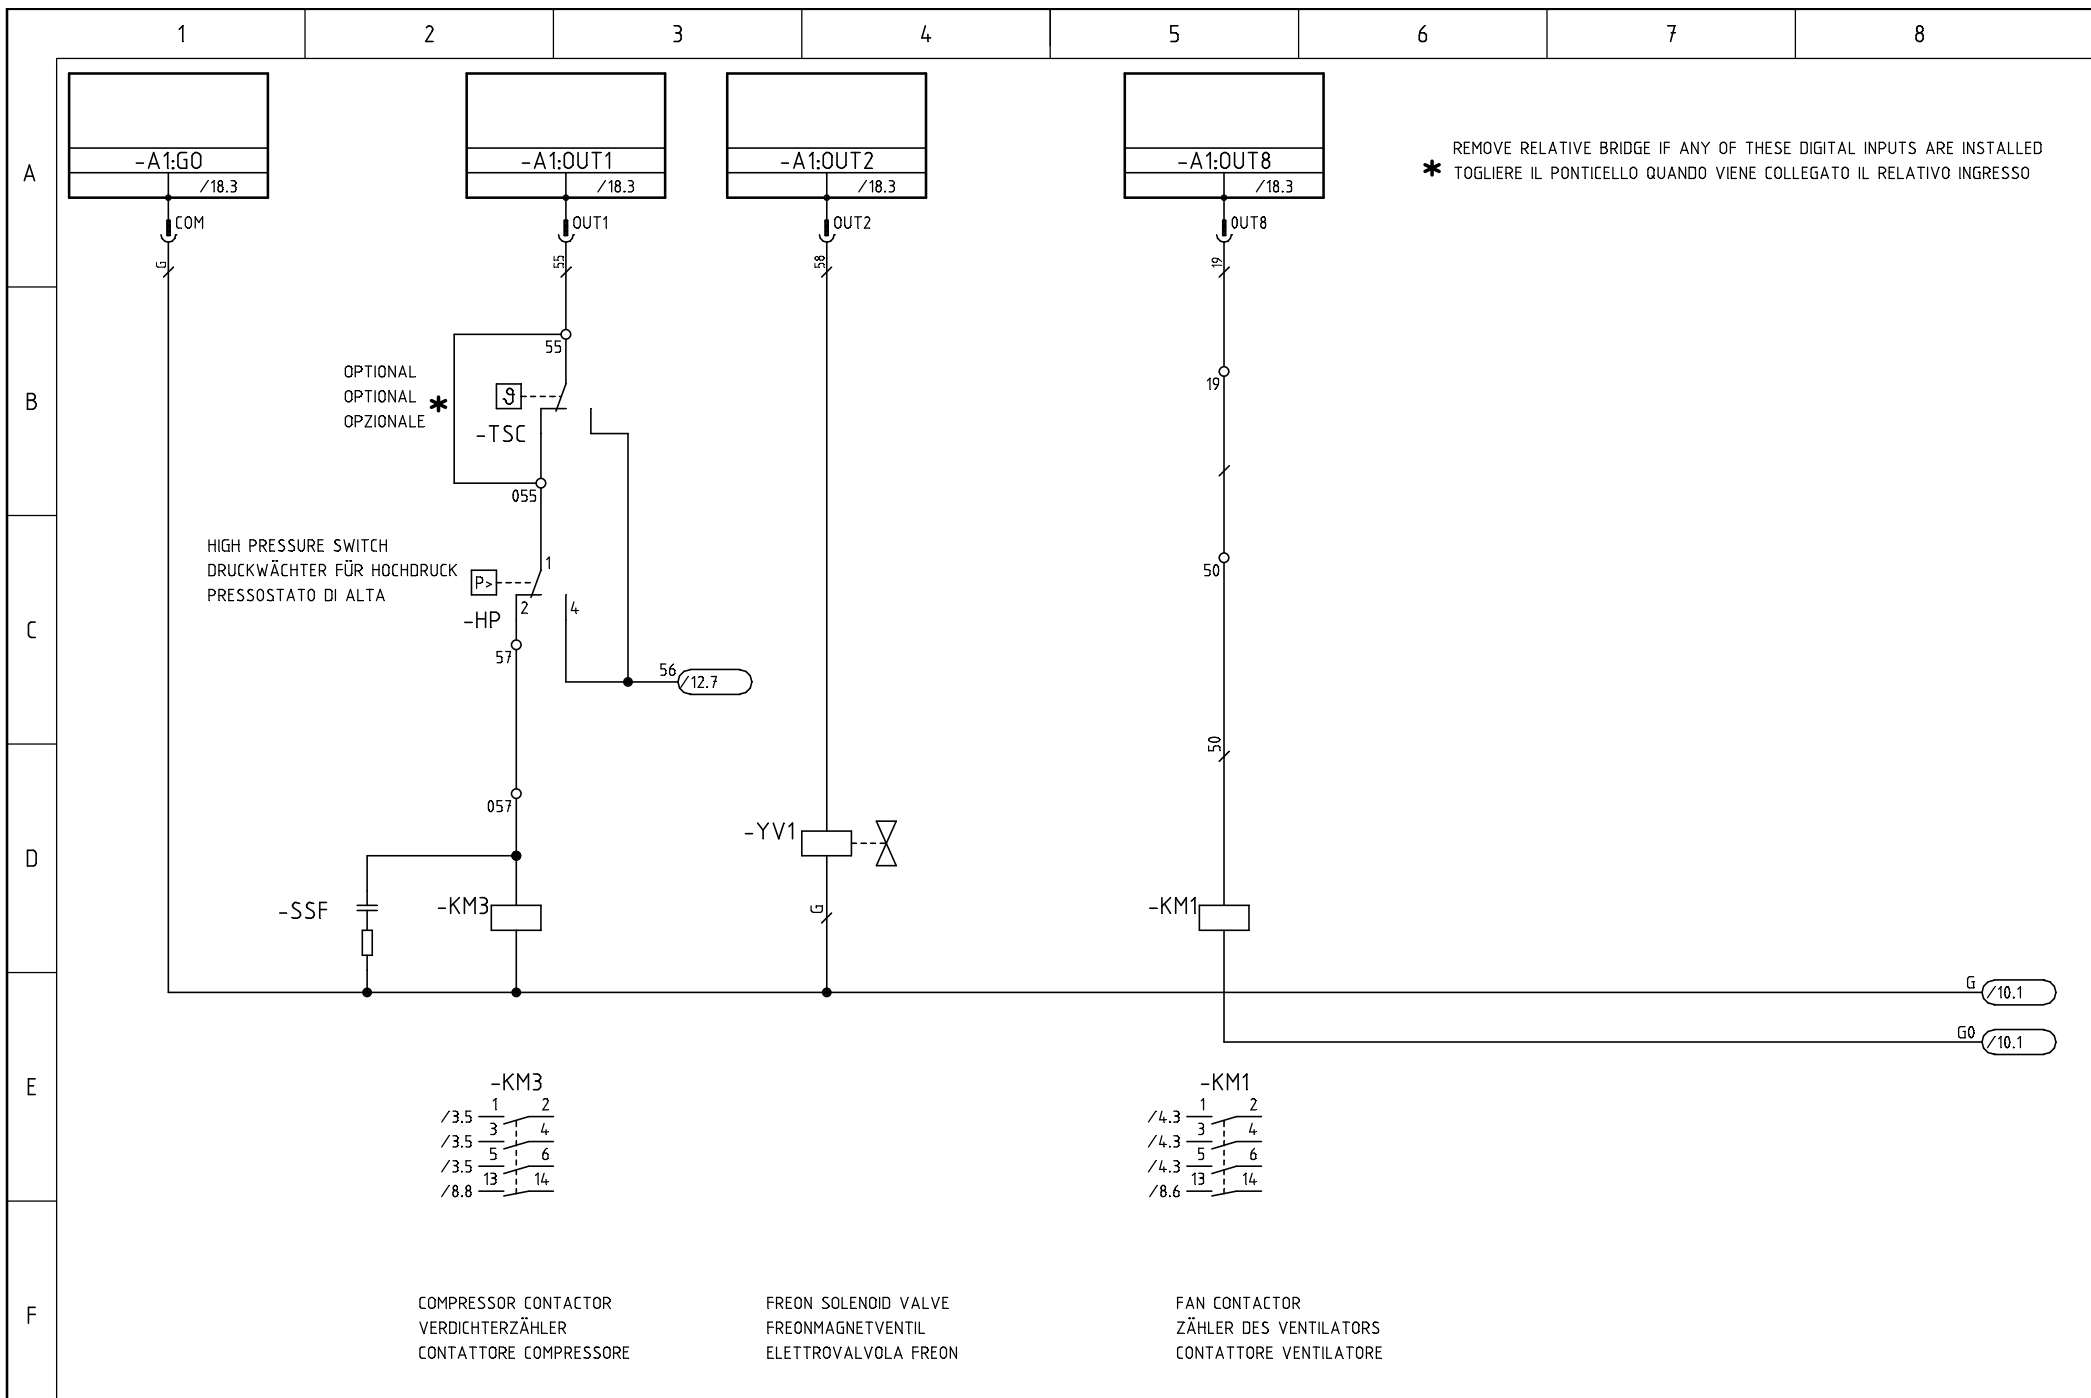 1 2 3 4 5 6 7 8
A
-A1:G0
/18.3
COM
G
-A1:OUT1
/18.3
OUT1
55
-A1:OUT2
/18.3
OUT2
58
-A1:OUT8
/18.3
OUT8
19
REMOVE RELATIVE BRIDGE IF ANY OF THESE DIGITAL INPUTS ARE INSTALLED
* TOGLIERE IL PONTICELLO QUANDO VIENE COLLEGATO IL RELATIVO INGRESSO
B
55
OPTIONAL
OPTIONAL
OPZIONALE *
ϑ
-TSC
055
19
C
HIGH PRESSURE SWITCH
DRUCKWÄCHTER FÜR HOCHDRUCK
PRESSOSTATO DI ALTA
P>
1
2
4
-HP
57
56
/12.7
50
50
D
057
-SSF
-KM3
-YV1
G
-KM1
G
/10.1
G0
/10.1
E
-KM3
1 2
/3.5
3 4
/3.5
5 6
/3.5
13 14
/8.8
-KM1
1 2
/4.3
3 4
/4.3
5 6
/4.3
13 14
/8.6
F
COMPRESSOR CONTACTOR
VERDICHTERZÄHLER
CONTATTORE COMPRESSORE
FREON SOLENOID VALVE
FREONMAGNETVENTIL
ELETTROVALVOLA FREON
FAN CONTACTOR
ZÄHLER DES VENTILATORS
CONTATTORE VENTILATORE